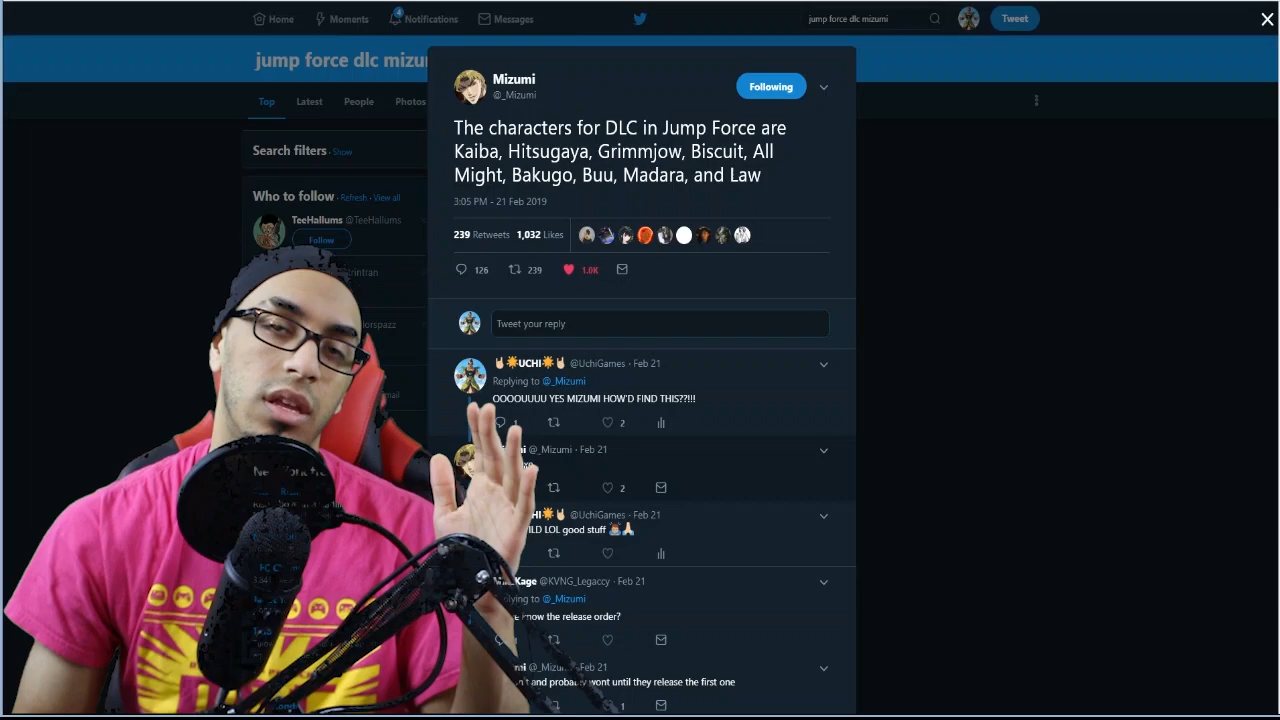 Home
Moments
4
Notifications
Messages
jump force dlc mizumi
Tweet
jump force dlc
Top
Latest
People
Photos
Search filters · Show
Who to follow · Refresh · View all
TeeHallums @TeeHallums
Follow
Mizumi
@_Mizumi
Following
The characters for DLC in Jump Force are
Kaiba, Hitsugaya, Grimmjow, Biscuit, All
Might, Bakugo, Buu, Madara, and Law
3:05 PM - 21 Feb 2019
239 Retweets 1,032 Likes
126 239 1.0K
Tweet your reply
UCHI @UchiGames · Feb 21
Replying to @_Mizumi
OOOOUUUU YES MIZUMI HOW'D FIND THIS??!!!
1 2
@_Mizumi · Feb 21
2
@UchiGames · Feb 21
LOL good stuff
@KVNG_Legaccy · Feb 21
to @_Mizumi
know the release order?
Feb 21
and probably wont until they release the first one
1